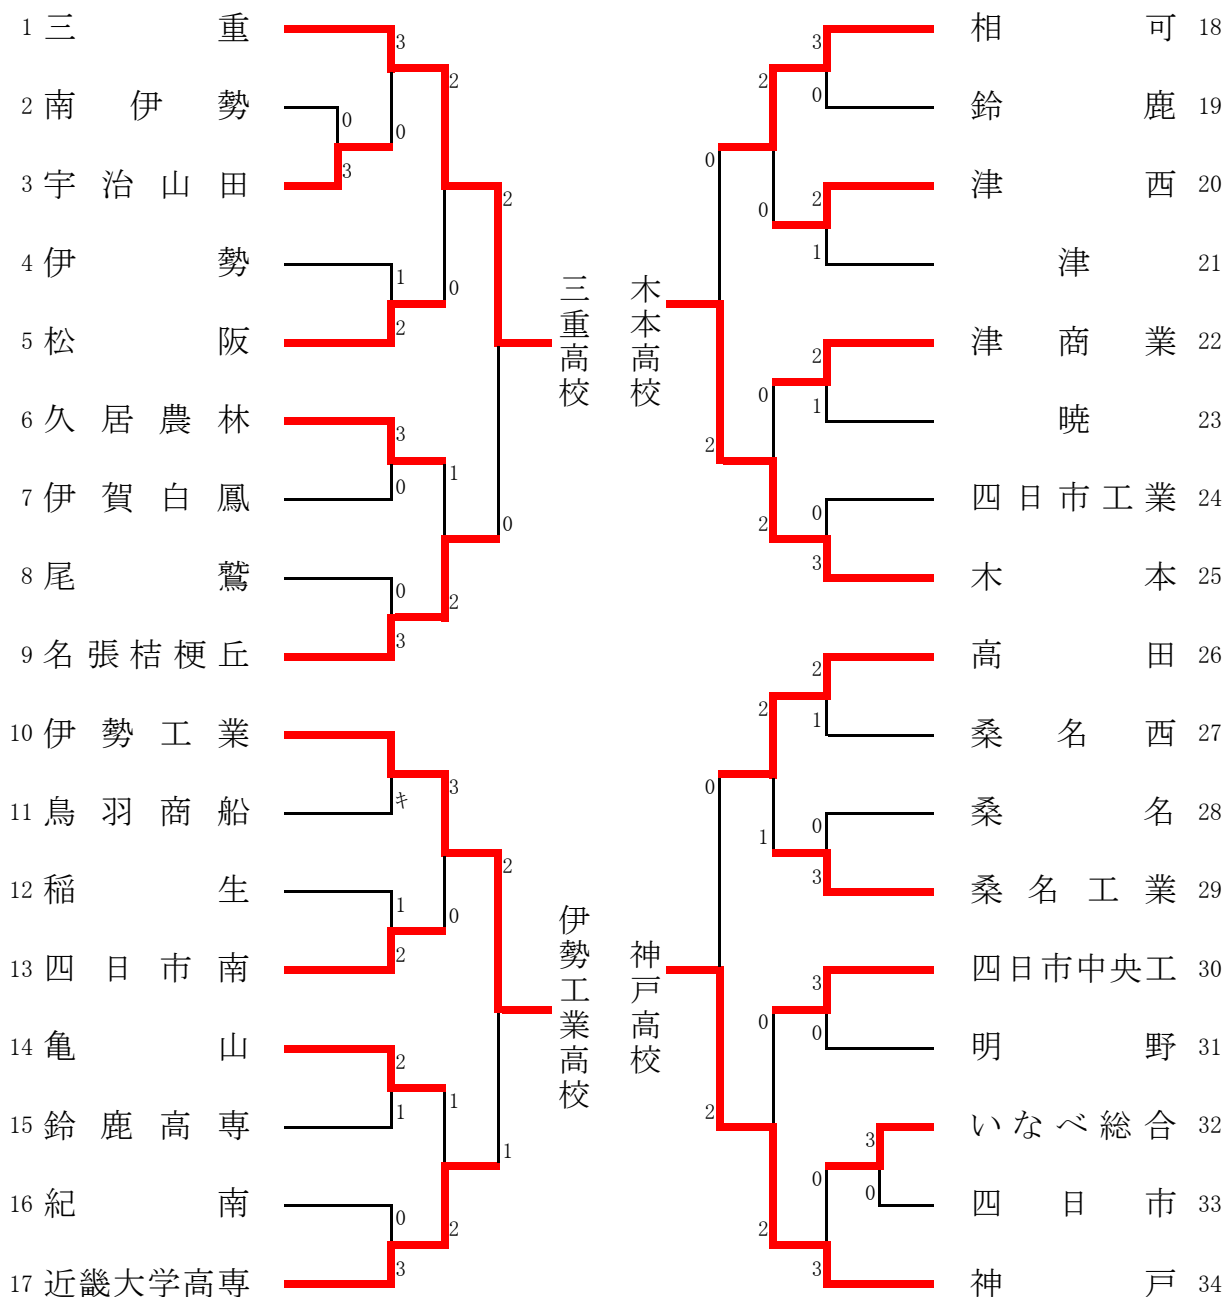 1 三重
2 南伊勢
3 宇治山田
4 伊勢
5 松阪
6 久居農林
7 伊賀白鳳
8 尾鷲
9 名張桔梗丘
10 伊勢工業
11 鳥羽商船
12 稲生
13 四日市南
14 亀山
15 鈴鹿高専
16 紀南
17 近畿大学高専
3
0
0
3
2
1
2
0
2
3
0
1
0
3
2
0
キ
3
1
2
0
2
2
1
1
0
3
2
1
三重高校
伊勢工業高校
木本高校
神戸高校
3
0
2
2
1
0
0
2
1
0
0
3
2
2
2
1
2
0
3
1
0
3
0
0
3
0
0
3
2
2
相可 18
鈴鹿 19
津西 20
津 21
津商業 22
暁 23
四日市工業 24
木本 25
高田 26
桑名西 27
桑名 28
桑名工業 29
四日市中央工 30
明野 31
いなべ総合 32
四日市 33
神戸 34